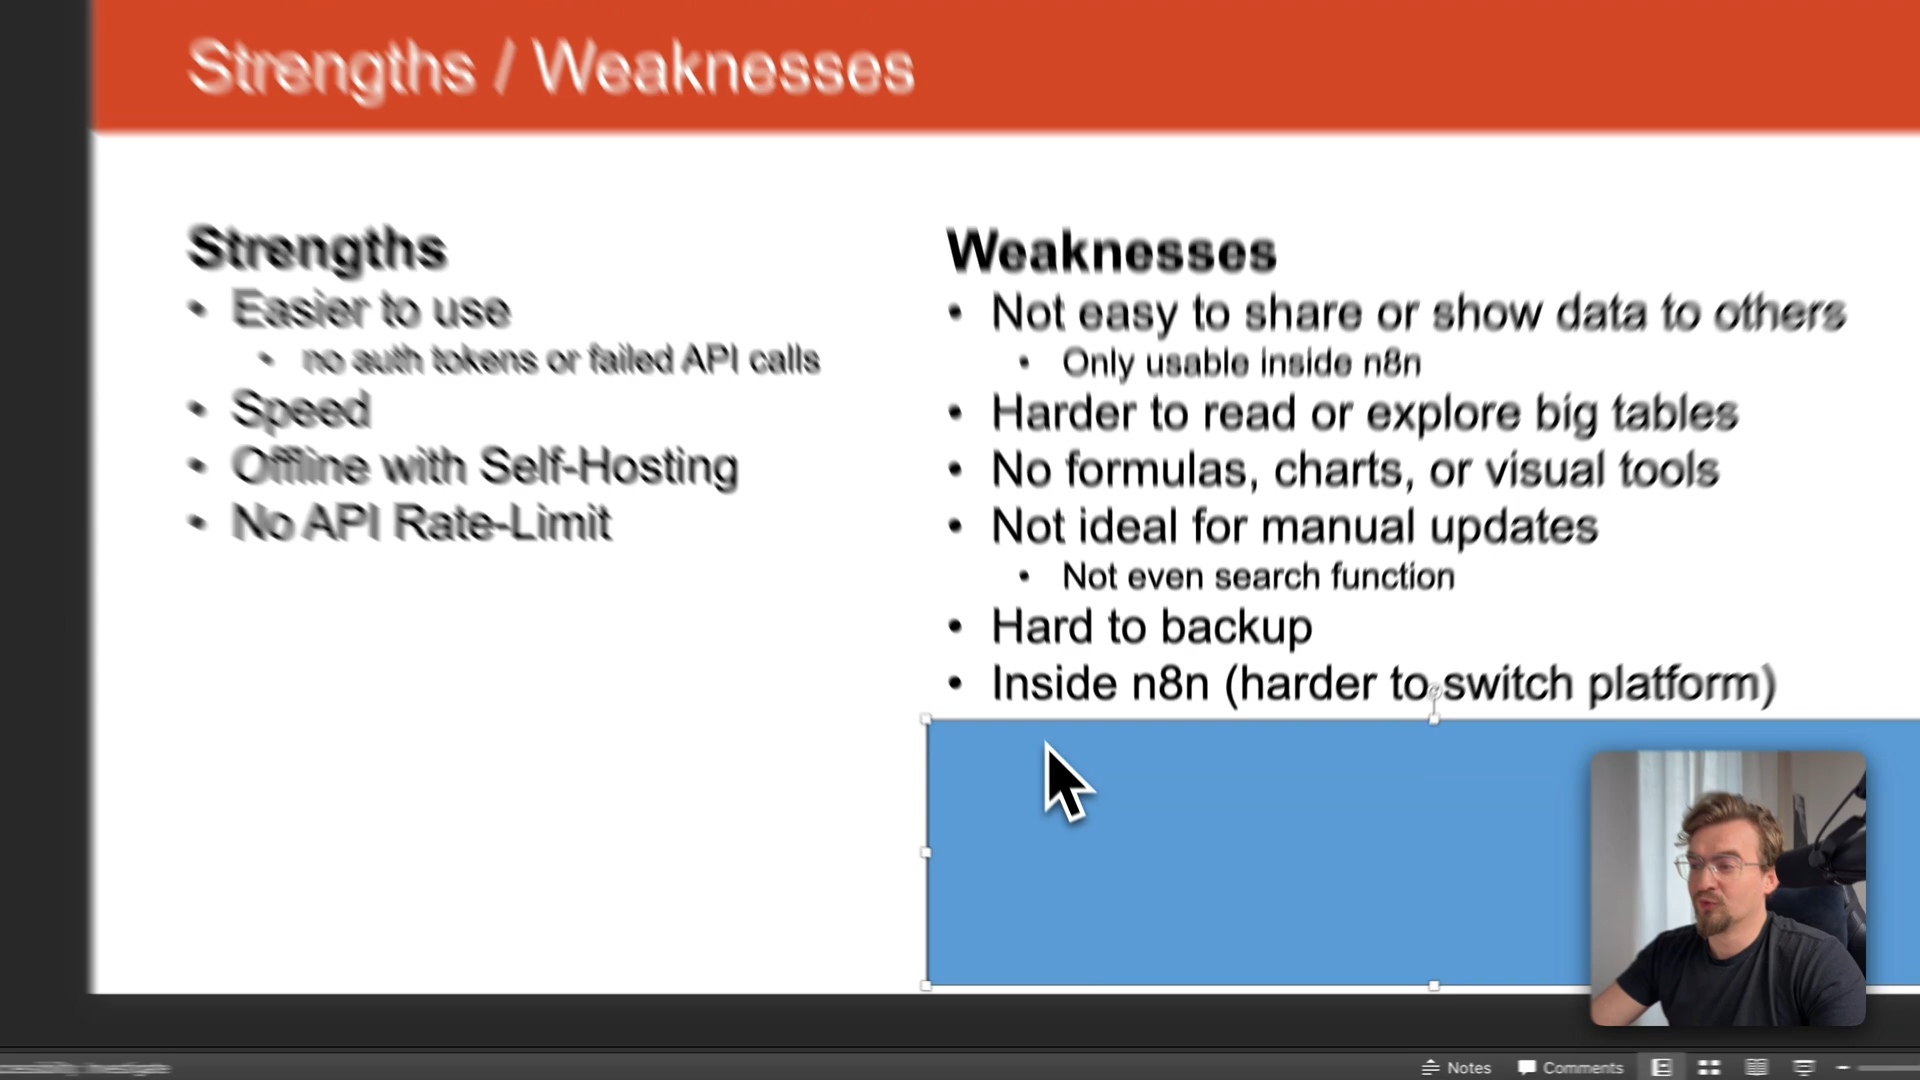 Strengths / Weaknesses
Strengths
• Easier to use
• no auth tokens or failed API calls
• Speed
• Offline with Self-Hosting
• No API Rate-Limit
Weaknesses
• Not easy to share or show data to others
• Only usable inside n8n
• Harder to read or explore big tables
• No formulas, charts, or visual tools
• Not ideal for manual updates
• Not even search function
• Hard to backup
• Inside n8n (harder to switch platform)
Investigate
Notes
Comments